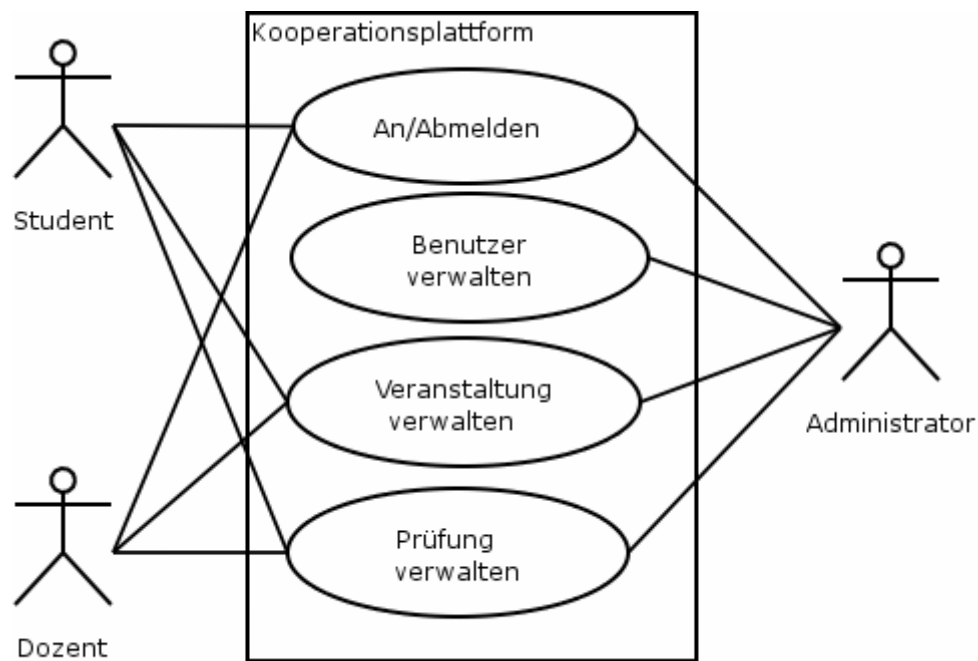 Kooperationsplattform
An/Abmelden
Student
Benutzer
verwalten
Veranstaltung
verwalten
Administrator
Prüfung
verwalten
Dozent